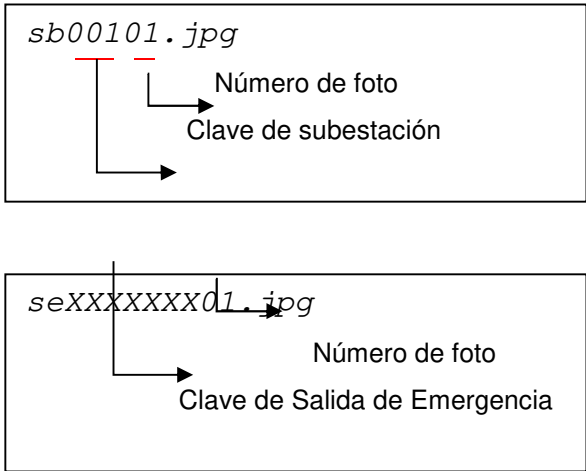 sb00101.jpg
Número de foto
Clave de subestación
seXXXXXXX01.jpg
Número de foto
Clave de Salida de Emergencia